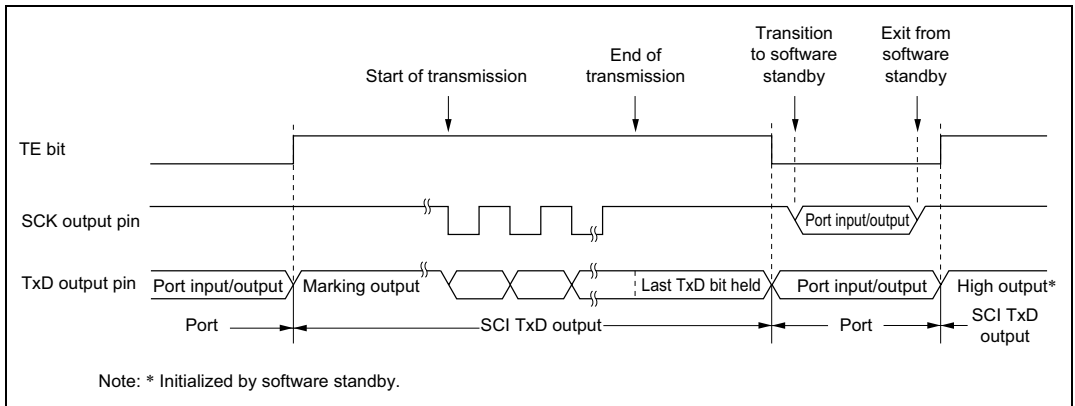 Transition
to software
standby
Exit from
software
standby
End of
transmission
Start of transmission
TE bit
SCK output pin
Port input/output
TxD output pin
Port input/output
Marking output
Last TxD bit held
Port input/output
High output*
Port
SCI TxD output
Port
SCI TxD
output
Note: * Initialized by software standby.